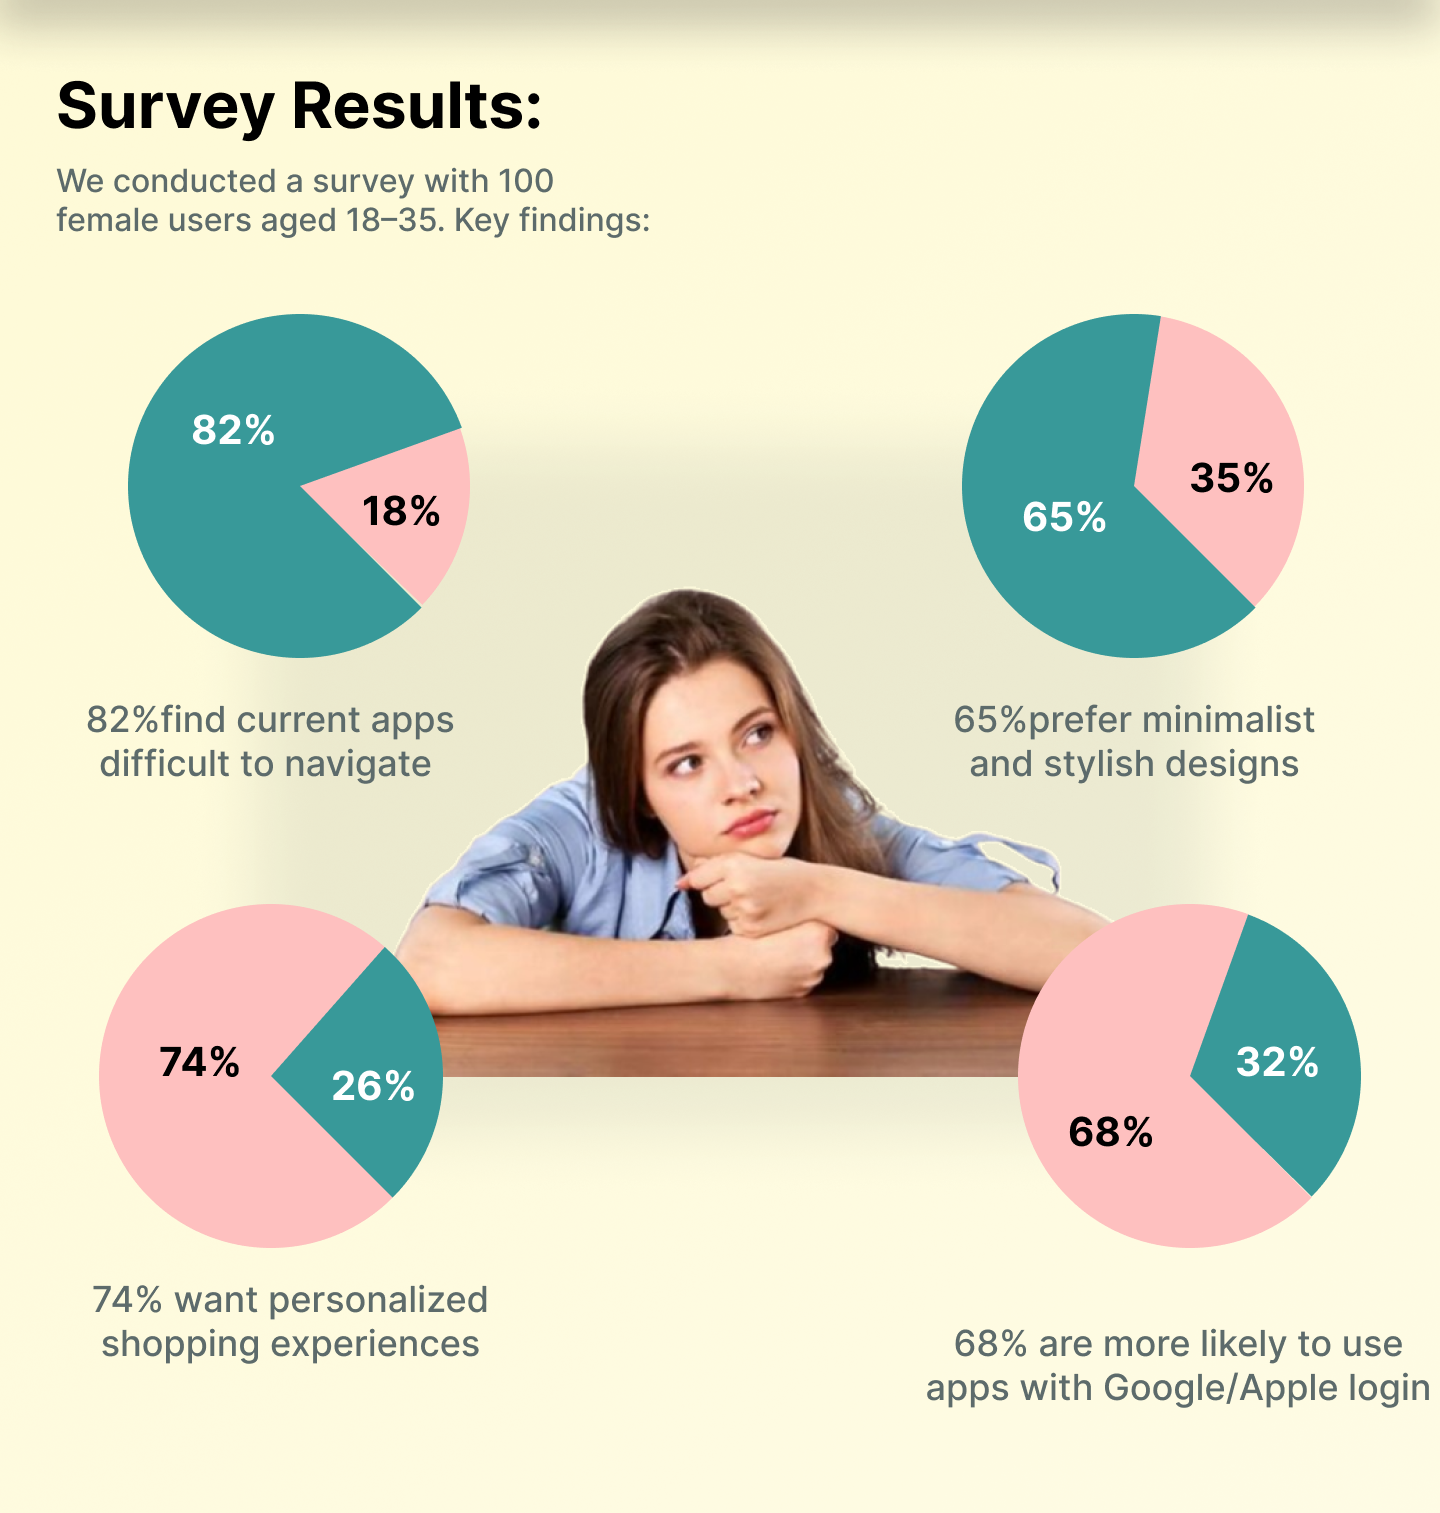 Survey Results:
We conducted a survey with 100
female users aged 18–35. Key findings:
82%
18%
65%
35%
82%find current apps
difficult to navigate
65%prefer minimalist
and stylish designs
74%
26%
68%
32%
74% want personalized
shopping experiences
68% are more likely to use
apps with Google/Apple login